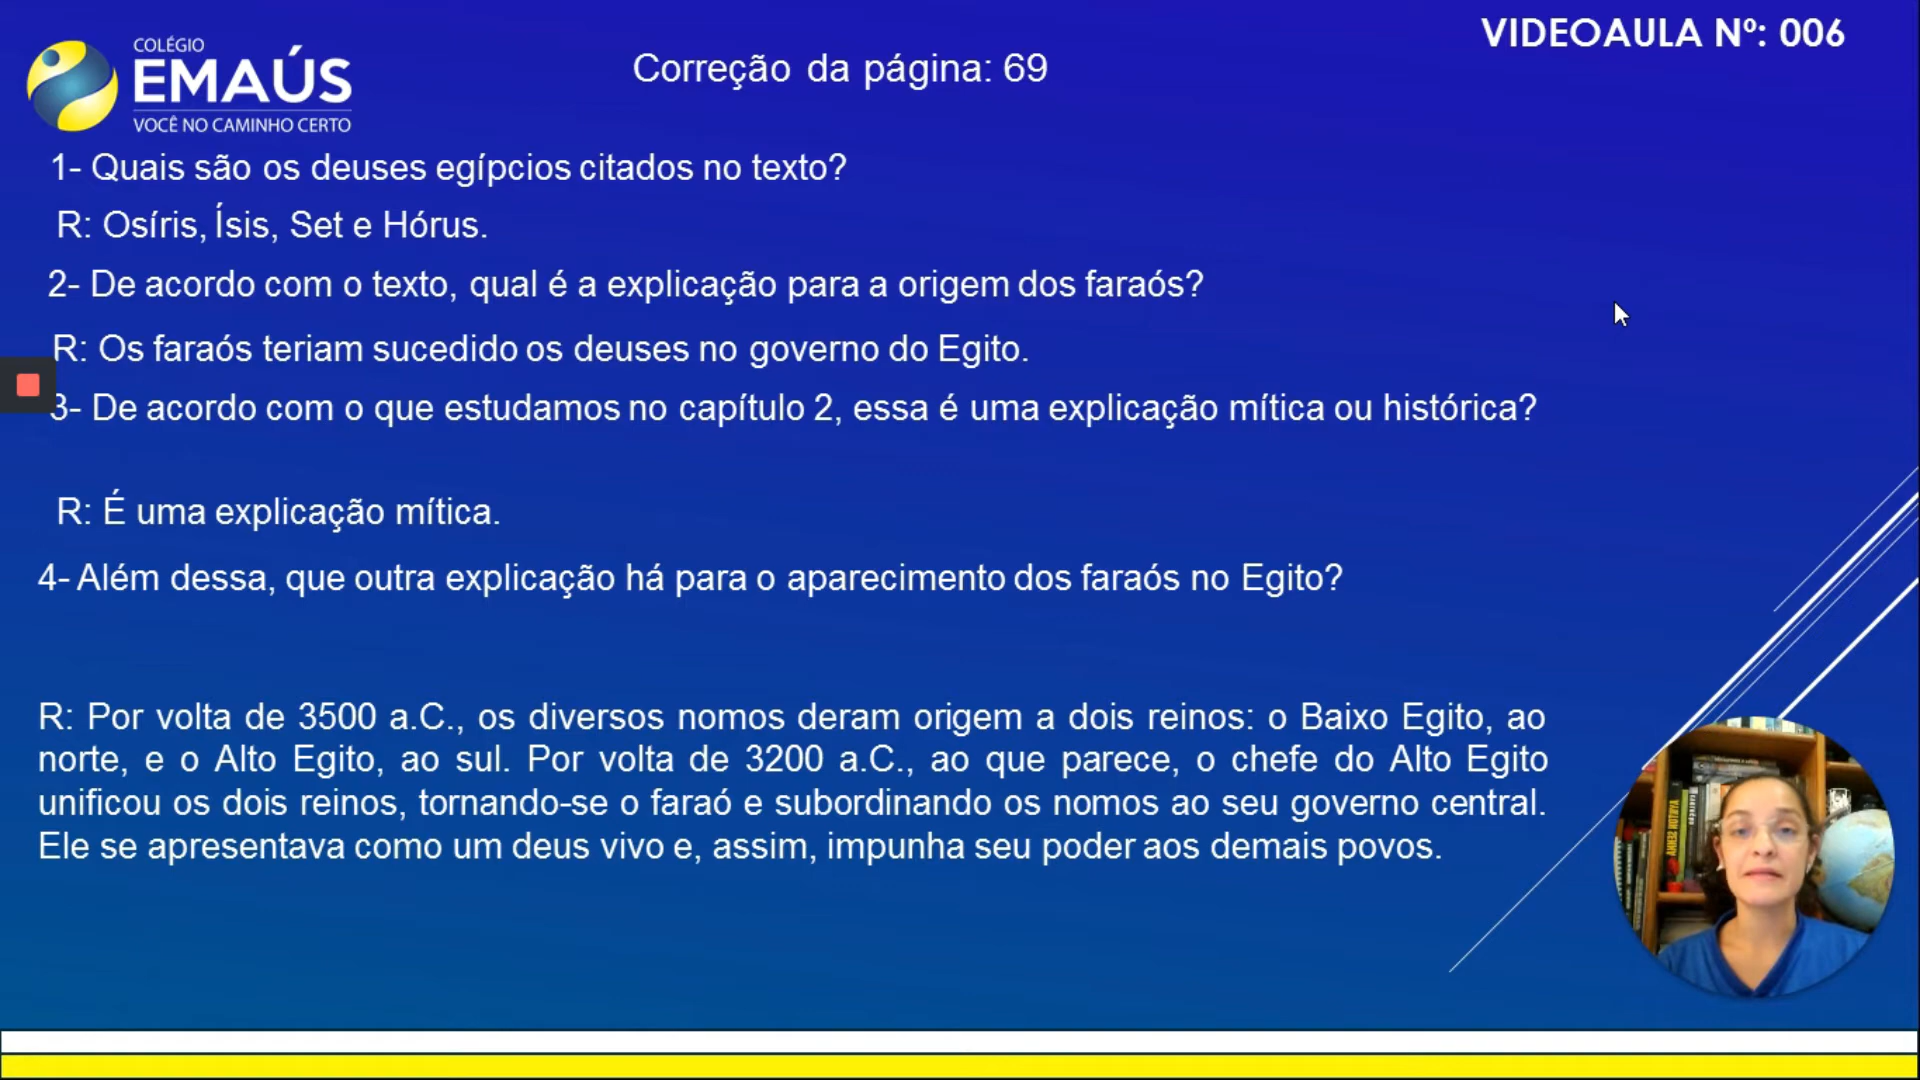 VIDEOAULA Nº: 006
COLÉGIO
EMAÚS
VOCÊ NO CAMINHO CERTO
Correção da página: 69
1- Quais são os deuses egípcios citados no texto?
R: Osíris, Ísis, Set e Hórus.
2- De acordo com o texto, qual é a explicação para a origem dos faraós?
R: Os faraós teriam sucedido os deuses no governo do Egito.
3- De acordo com o que estudamos no capítulo 2, essa é uma explicação mítica ou histórica?
R: É uma explicação mítica.
4- Além dessa, que outra explicação há para o aparecimento dos faraós no Egito?
R: Por volta de 3500 a.C., os diversos nomos deram origem a dois reinos: o Baixo Egito, ao
norte, e o Alto Egito, ao sul. Por volta de 3200 a.C., ao que parece, o chefe do Alto Egito
unificou os dois reinos, tornando-se o faraó e subordinando os nomos ao seu governo central.
Ele se apresentava como um deus vivo e, assim, impunha seu poder aos demais povos.